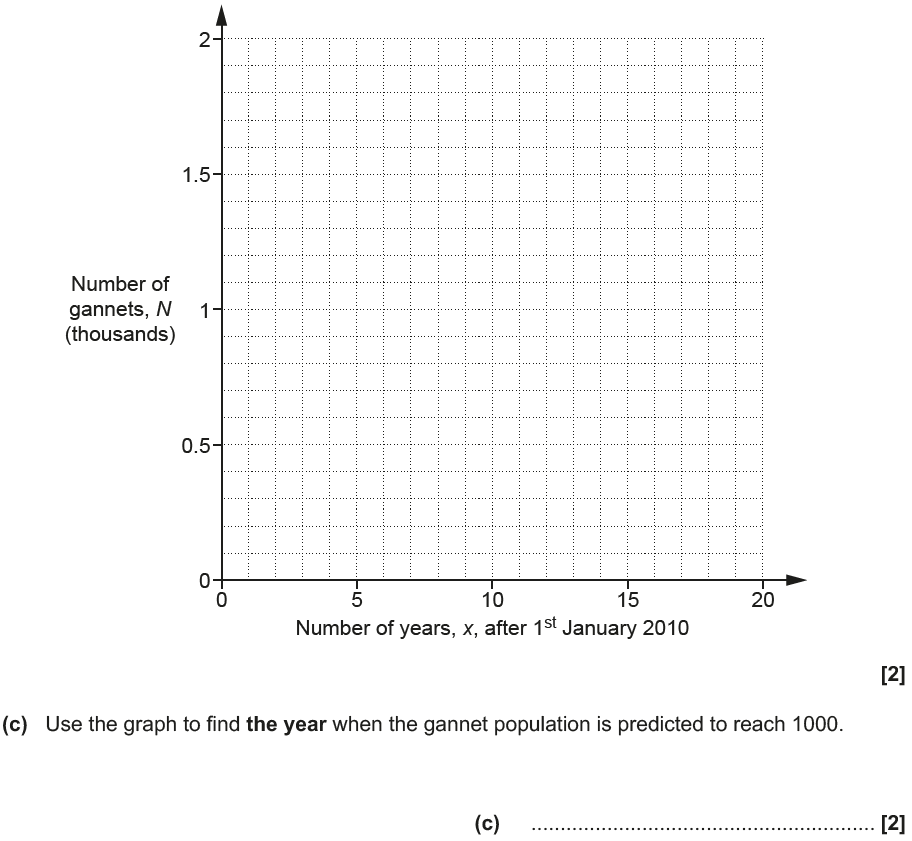 2
1.5
Number of
gannets, N
(thousands)
1
0.5
0
0 5 10 15 20
Number of years, x, after 1st January 2010
[2]
(c) Use the graph to find the year when the gannet population is predicted to reach 1000.
(c) ............................................................ [2]